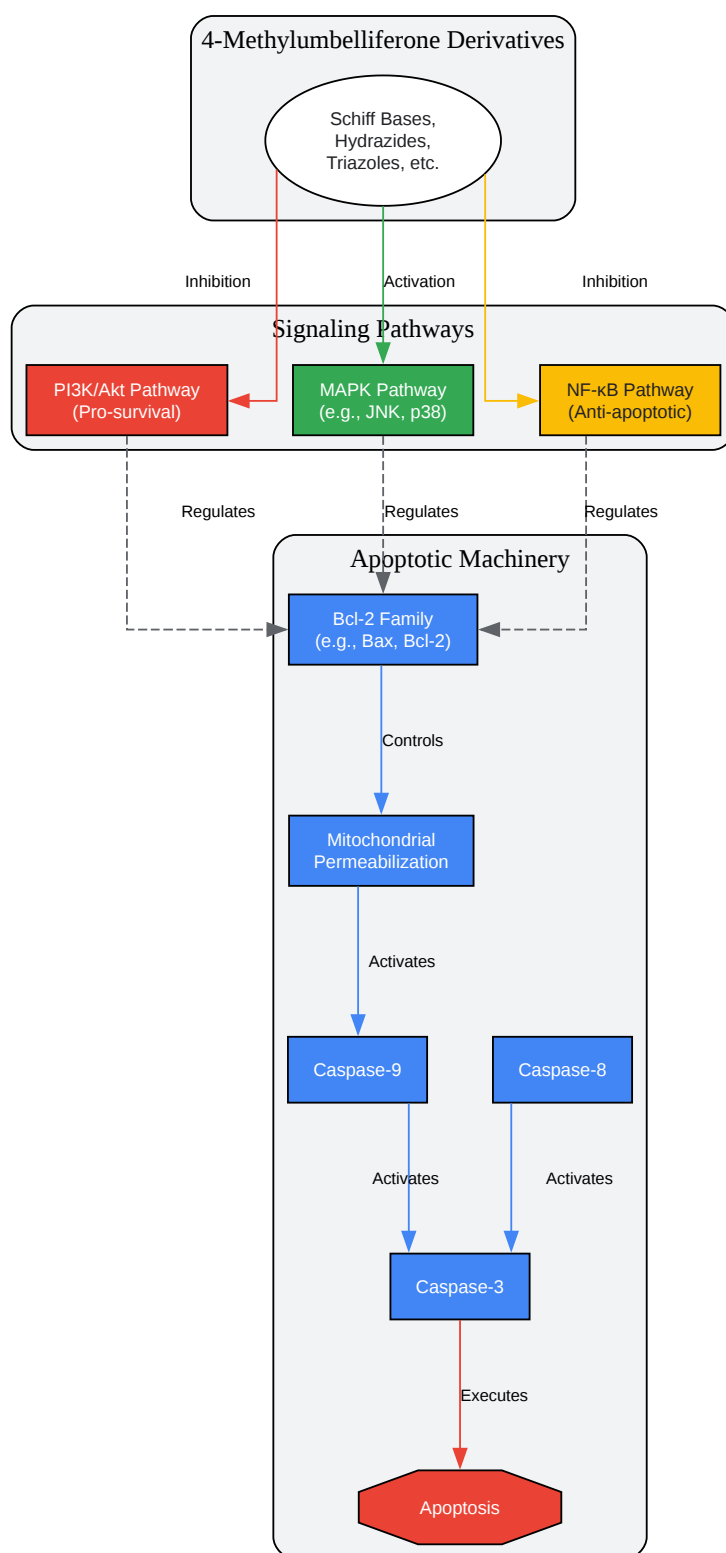 4-Methylumbelliferone Derivatives
Schiff Bases,
Hydrazides,
Triazoles, etc.
Inhibition
Activation
Inhibition
Signaling Pathways
PI3K/Akt Pathway
(Pro-survival)
MAPK Pathway
(e.g., JNK, p38)
NF-κB Pathway
(Anti-apoptotic)
Regulates
Regulates
Regulates
Apoptotic Machinery
Bcl-2 Family
(e.g., Bax, Bcl-2)
Controls
Mitochondrial
Permeabilization
Activates
Caspase-9
Caspase-8
Activates
Activates
Caspase-3
Executes
Apoptosis